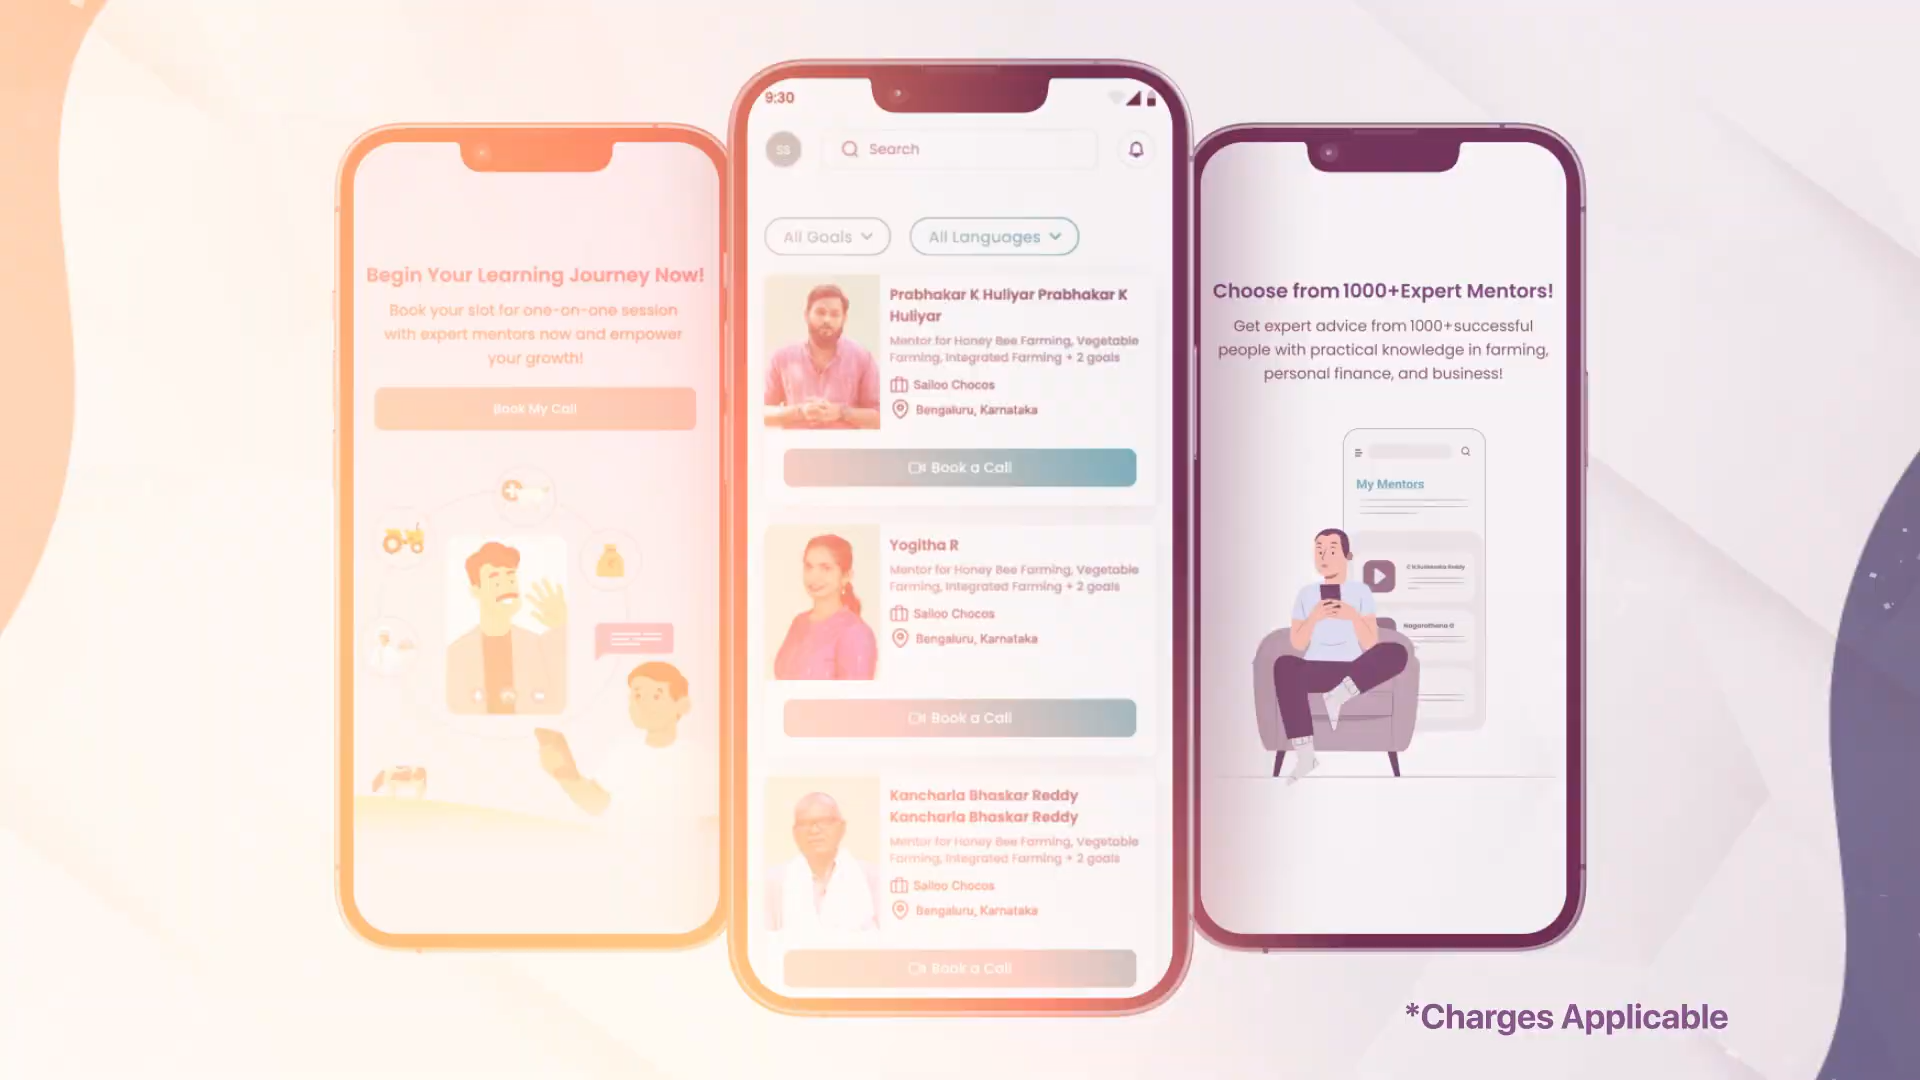 Begin Your Learning Journey Now!
Book your slot for one-on-one session
with expert mentors now and empower
your growth!
Book My Call
9:30
SS
Search
All Goals
All Languages
Prabhakar K Huliyar Prabhakar K
Huliyar
Mentor for Honey Bee Farming, Vegetable
Farming, Integrated Farming + 2 goals
Sailoo Chocos
Bengaluru, Karnataka
Book a Call
Yogitha R
Mentor for Honey Bee Farming, Vegetable
Farming, Integrated Farming + 2 goals
Sailoo Chocos
Bengaluru, Karnataka
Book a Call
Kancharla Bhaskar Reddy
Kancharla Bhaskar Reddy
Mentor for Honey Bee Farming, Vegetable
Farming, Integrated Farming + 2 goals
Sailoo Chocos
Bengaluru, Karnataka
Book a Call
Choose from 1000+Expert Mentors!
Get expert advice from 1000+successful
people with practical knowledge in farming,
personal finance, and business!
My Mentors
Reddy
Nagarathana G
*Charges Applicable